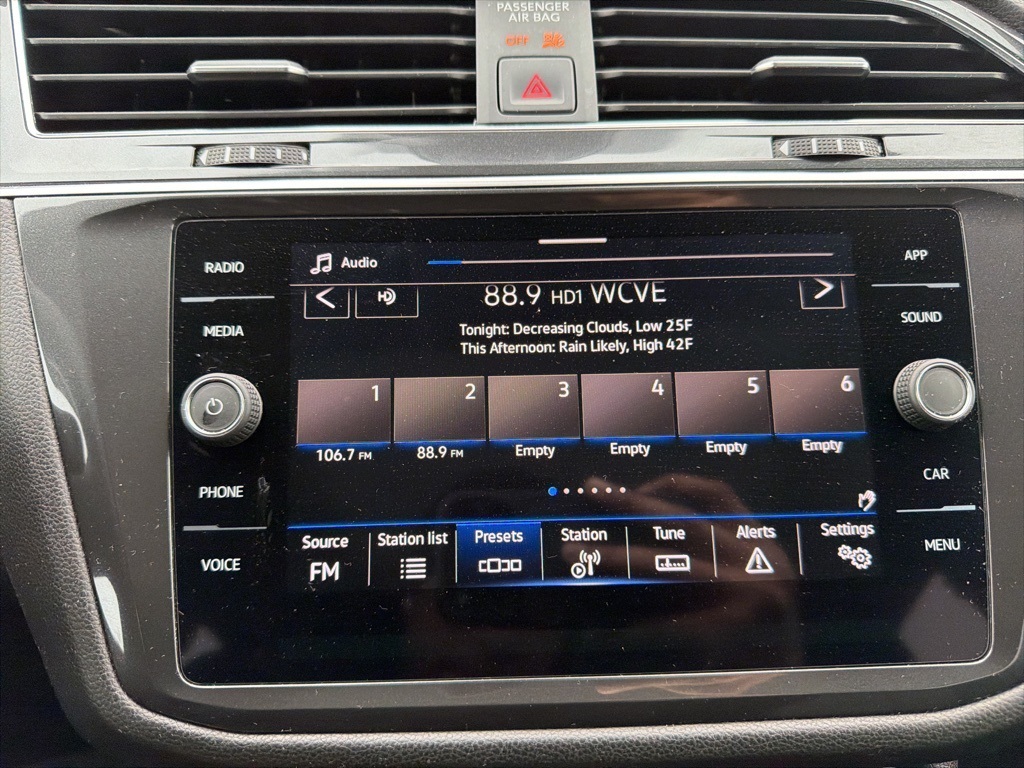 PASSENGER
AIR BAG
OFF
RADIO
MEDIA
PHONE
VOICE
Audio
88.9 HD1 WCVE
Tonight: Decreasing Clouds, Low 25F
This Afternoon: Rain Likely, High 42F
1 2 3 4 5 6
106.7 FM 88.9 FM Empty Empty Empty Empty
Source Station list Presets Station Tune Alerts Settings
FM
APP
SOUND
CAR
MENU